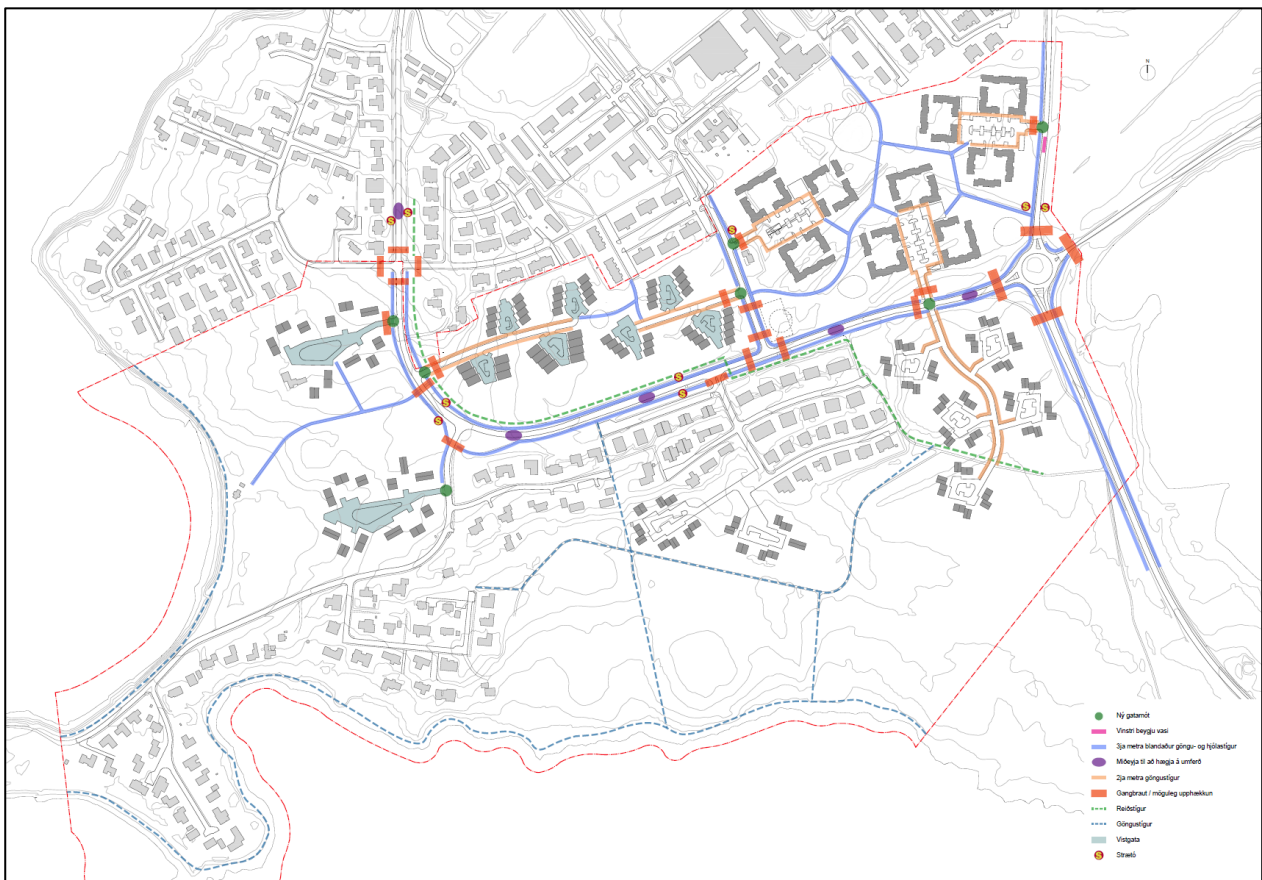 N
S
S
S
S
S
S
S
S
S
Ný gatamót
Vinstri beygju vasi
3ja metra blandaður göngu- og hjólastígur
Miðeyja til að hægja á umferð
2ja metra göngustígur
Gangbraut / möguleg upphækkun
Reiðstígur
Göngustígur
Vistgata
S Strætó